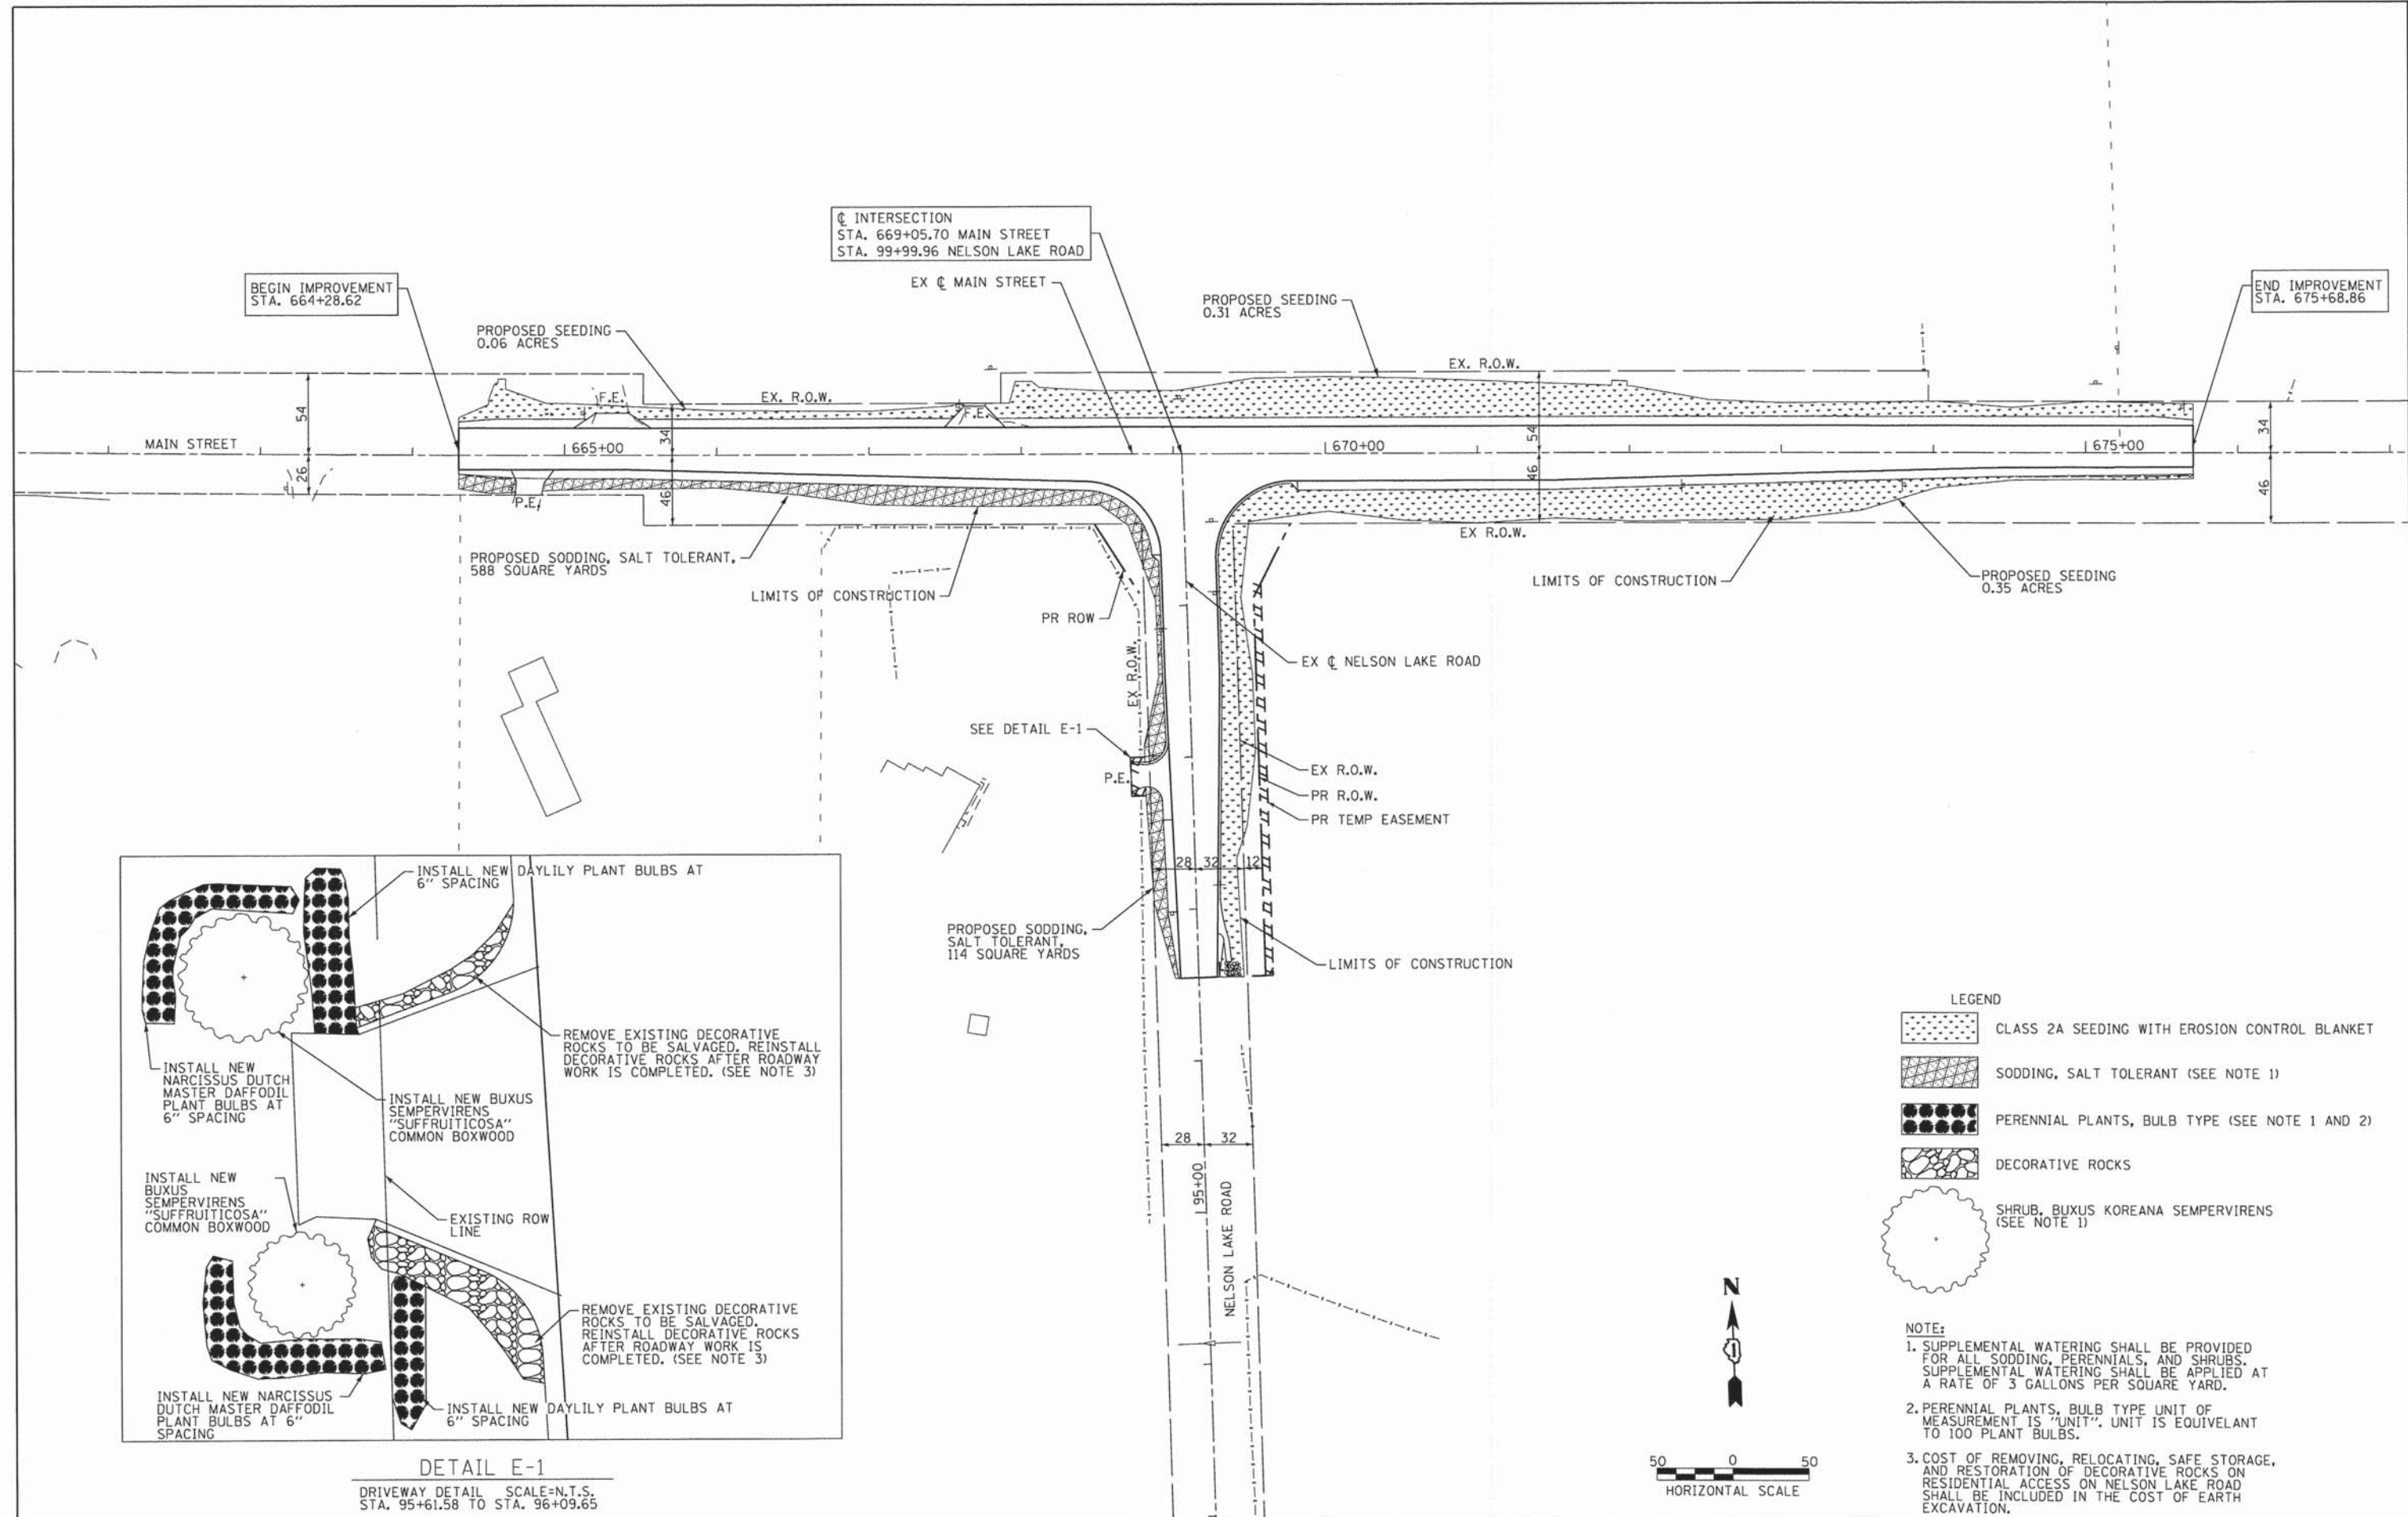 ℄ INTERSECTION
STA. 669+05.70 MAIN STREET
STA. 99+99.96 NELSON LAKE ROAD
BEGIN IMPROVEMENT
STA. 664+28.62
EX ℄ MAIN STREET
PROPOSED SEEDING
0.31 ACRES
END IMPROVEMENT
STA. 675+68.86
PROPOSED SEEDING
0.06 ACRES
EX. R.O.W.
EX. R.O.W.
F.E.
F.E.
54
34
54
34
MAIN STREET
665+00
670+00
675+00
26
46
46
46
P.E.
EX R.O.W.
PROPOSED SODDING, SALT TOLERANT,
588 SQUARE YARDS
LIMITS OF CONSTRUCTION
PR ROW
LIMITS OF CONSTRUCTION
PROPOSED SEEDING
0.35 ACRES
EX R.O.W.
EX ℄ NELSON LAKE ROAD
SEE DETAIL E-1
P.E.
EX R.O.W.
PR R.O.W.
PR TEMP EASEMENT
28 32 12
PROPOSED SODDING,
SALT TOLERANT,
114 SQUARE YARDS
LIMITS OF CONSTRUCTION
28 32
95+00
NELSON LAKE ROAD
INSTALL NEW DAYLILY PLANT BULBS AT
6" SPACING
REMOVE EXISTING DECORATIVE
ROCKS TO BE SALVAGED. REINSTALL
DECORATIVE ROCKS AFTER ROADWAY
WORK IS COMPLETED. (SEE NOTE 3)
INSTALL NEW
NARCISSUS DUTCH
MASTER DAFFODIL
PLANT BULBS AT
6" SPACING
INSTALL NEW BUXUS
SEMPERVIRENS
"SUFFRUITICOSA"
COMMON BOXWOOD
INSTALL NEW
BUXUS
SEMPERVIRENS
"SUFFRUITICOSA"
COMMON BOXWOOD
EXISTING ROW
LINE
REMOVE EXISTING DECORATIVE
ROCKS TO BE SALVAGED.
REINSTALL DECORATIVE ROCKS
AFTER ROADWAY WORK IS
COMPLETED. (SEE NOTE 3)
INSTALL NEW NARCISSUS
DUTCH MASTER DAFFODIL
PLANT BULBS AT 6"
SPACING
INSTALL NEW DAYLILY PLANT BULBS AT
6" SPACING
DETAIL E-1
DRIVEWAY DETAIL SCALE=N.T.S.
STA. 95+61.58 TO STA. 96+09.65
LEGEND
CLASS 2A SEEDING WITH EROSION CONTROL BLANKET
SODDING, SALT TOLERANT (SEE NOTE 1)
PERENNIAL PLANTS, BULB TYPE (SEE NOTE 1 AND 2)
DECORATIVE ROCKS
SHRUB, BUXUS KOREANA SEMPERVIRENS
(SEE NOTE 1)
N
50 0 50
HORIZONTAL SCALE
NOTE:
1. SUPPLEMENTAL WATERING SHALL BE PROVIDED
FOR ALL SODDING, PERENNIALS, AND SHRUBS.
SUPPLEMENTAL WATERING SHALL BE APPLIED AT
A RATE OF 3 GALLONS PER SQUARE YARD.
2. PERENNIAL PLANTS, BULB TYPE UNIT OF
MEASUREMENT IS "UNIT". UNIT IS EQUIVELANT
TO 100 PLANT BULBS.
3. COST OF REMOVING, RELOCATING, SAFE STORAGE,
AND RESTORATION OF DECORATIVE ROCKS ON
RESIDENTIAL ACCESS ON NELSON LAKE ROAD
SHALL BE INCLUDED IN THE COST OF EARTH
EXCAVATION.